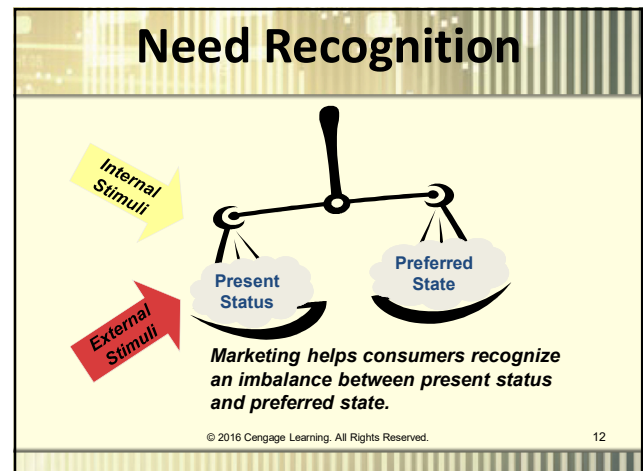 Need Recognition
Internal
Stimuli
Present
Status
Preferred
State
External
Stimuli
Marketing helps consumers recognize
an imbalance between present status
and preferred state.
© 2016 Cengage Learning. All Rights Reserved.
12